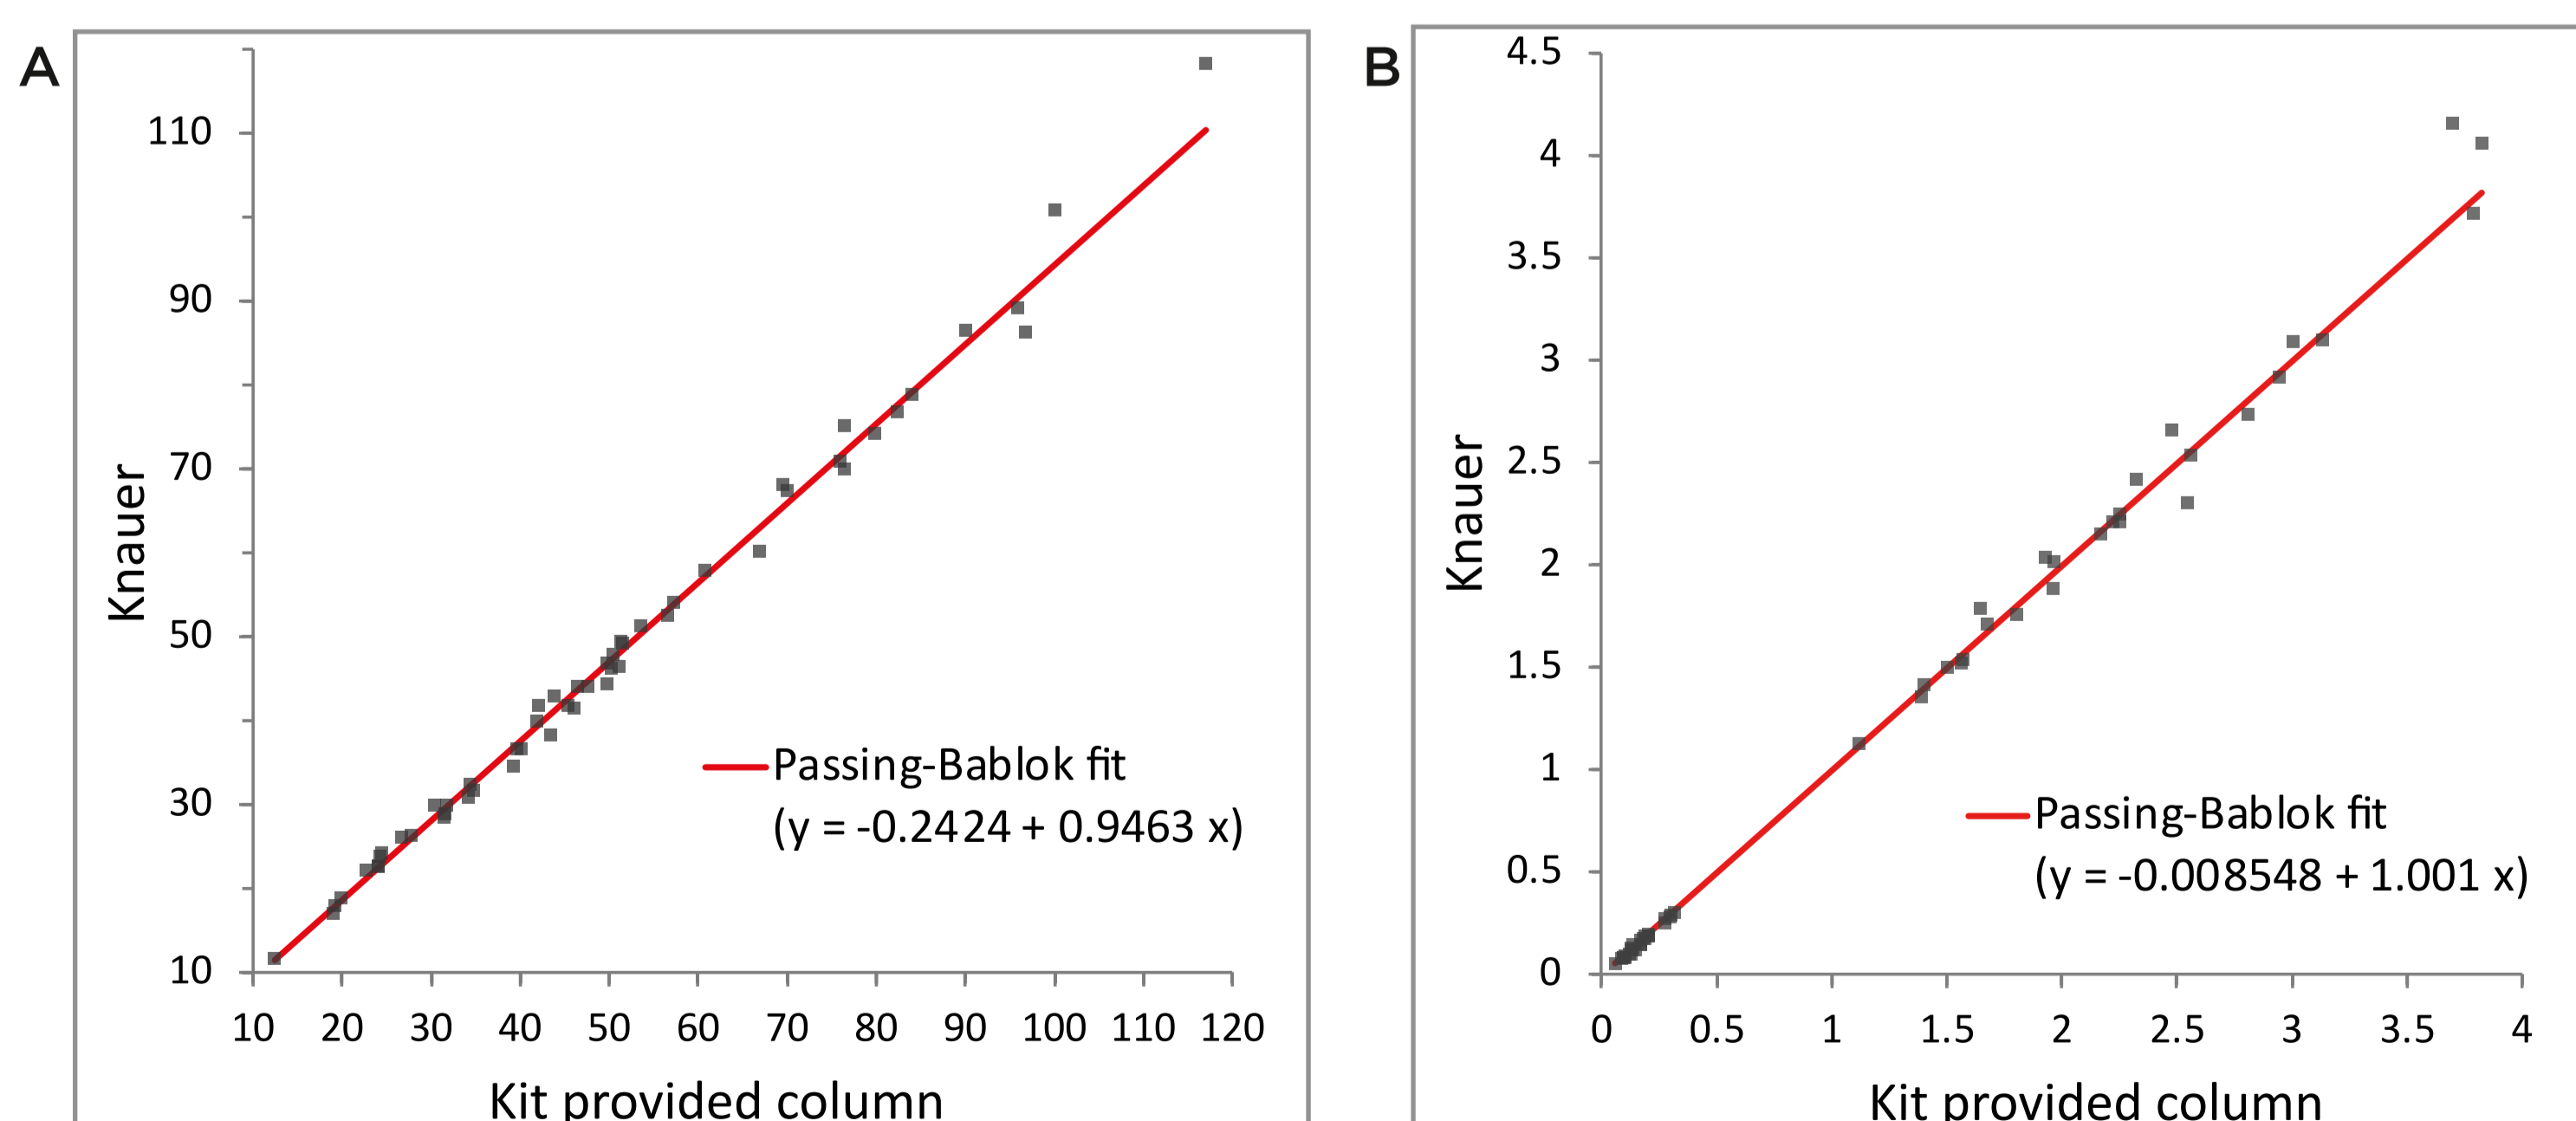 A
110
90
70
50
30
10
Knauer
Passing-Bablok fit
(y = -0.2424 + 0.9463 x)
10 20 30 40 50 60 70 80 90 100 110 120
Kit provided column
B
4.5
4
3.5
3
2.5
2
1.5
1
0.5
0
Knauer
Passing-Bablok fit
(y = -0.008548 + 1.001 x)
0 0.5 1 1.5 2 2.5 3 3.5 4
Kit provided column